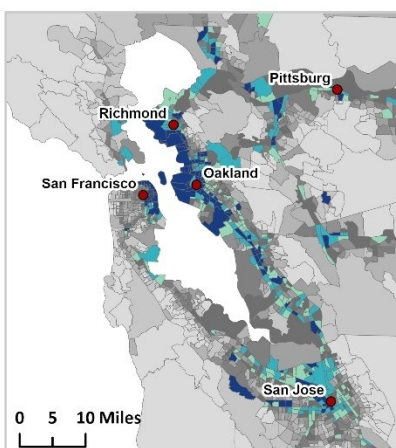 Pittsburg
Richmond
Oakland
San Francisco
San Jose
0 5 10 Miles